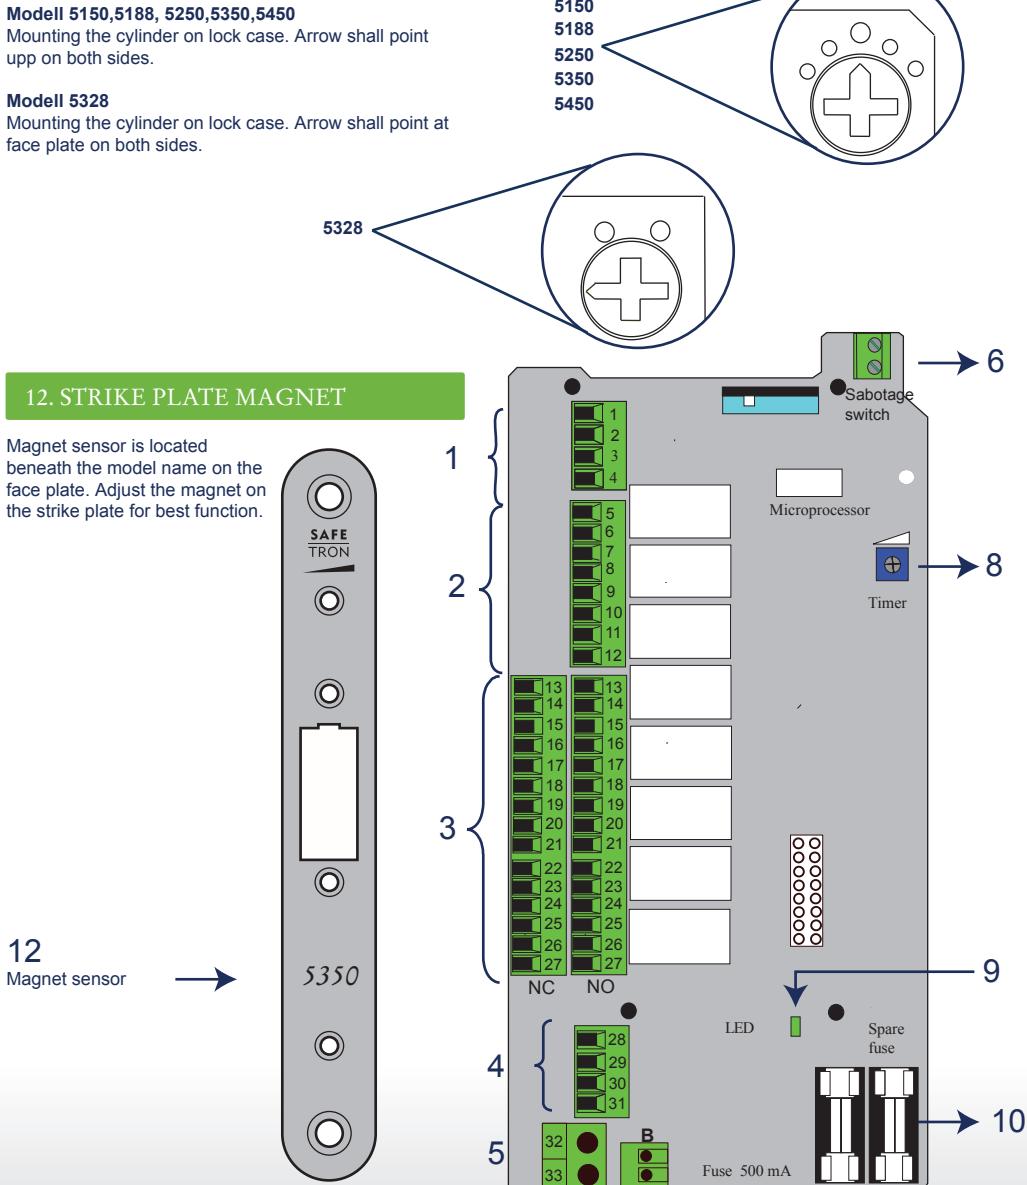 Modell 5150,5188, 5250,5350,5450
Mounting the cylinder on lock case. Arrow shall point
upp on both sides.
Modell 5328
Mounting the cylinder on lock case. Arrow shall point at
face plate on both sides.
5150
5188
5250
5350
5450
5328
12. STRIKE PLATE MAGNET
Magnet sensor is located
beneath the model name on the
face plate. Adjust the magnet on
the strike plate for best function.
SAFE
TRON
12
Magnet sensor
5350
6
Sabotage
switch
1
1
2
3
4
Microprocessor
2
5
6
7
8
9
10
11
12
8
Timer
3
13 13
14 14
15 15
16 16
17 17
18 18
19 19
20 20
21 21
22 22
23 23
24 24
25 25
26 26
27 27
NC NO
9
LED
Spare
fuse
4
28
29
30
31
10
5
32
33
B
Fuse 500 mA